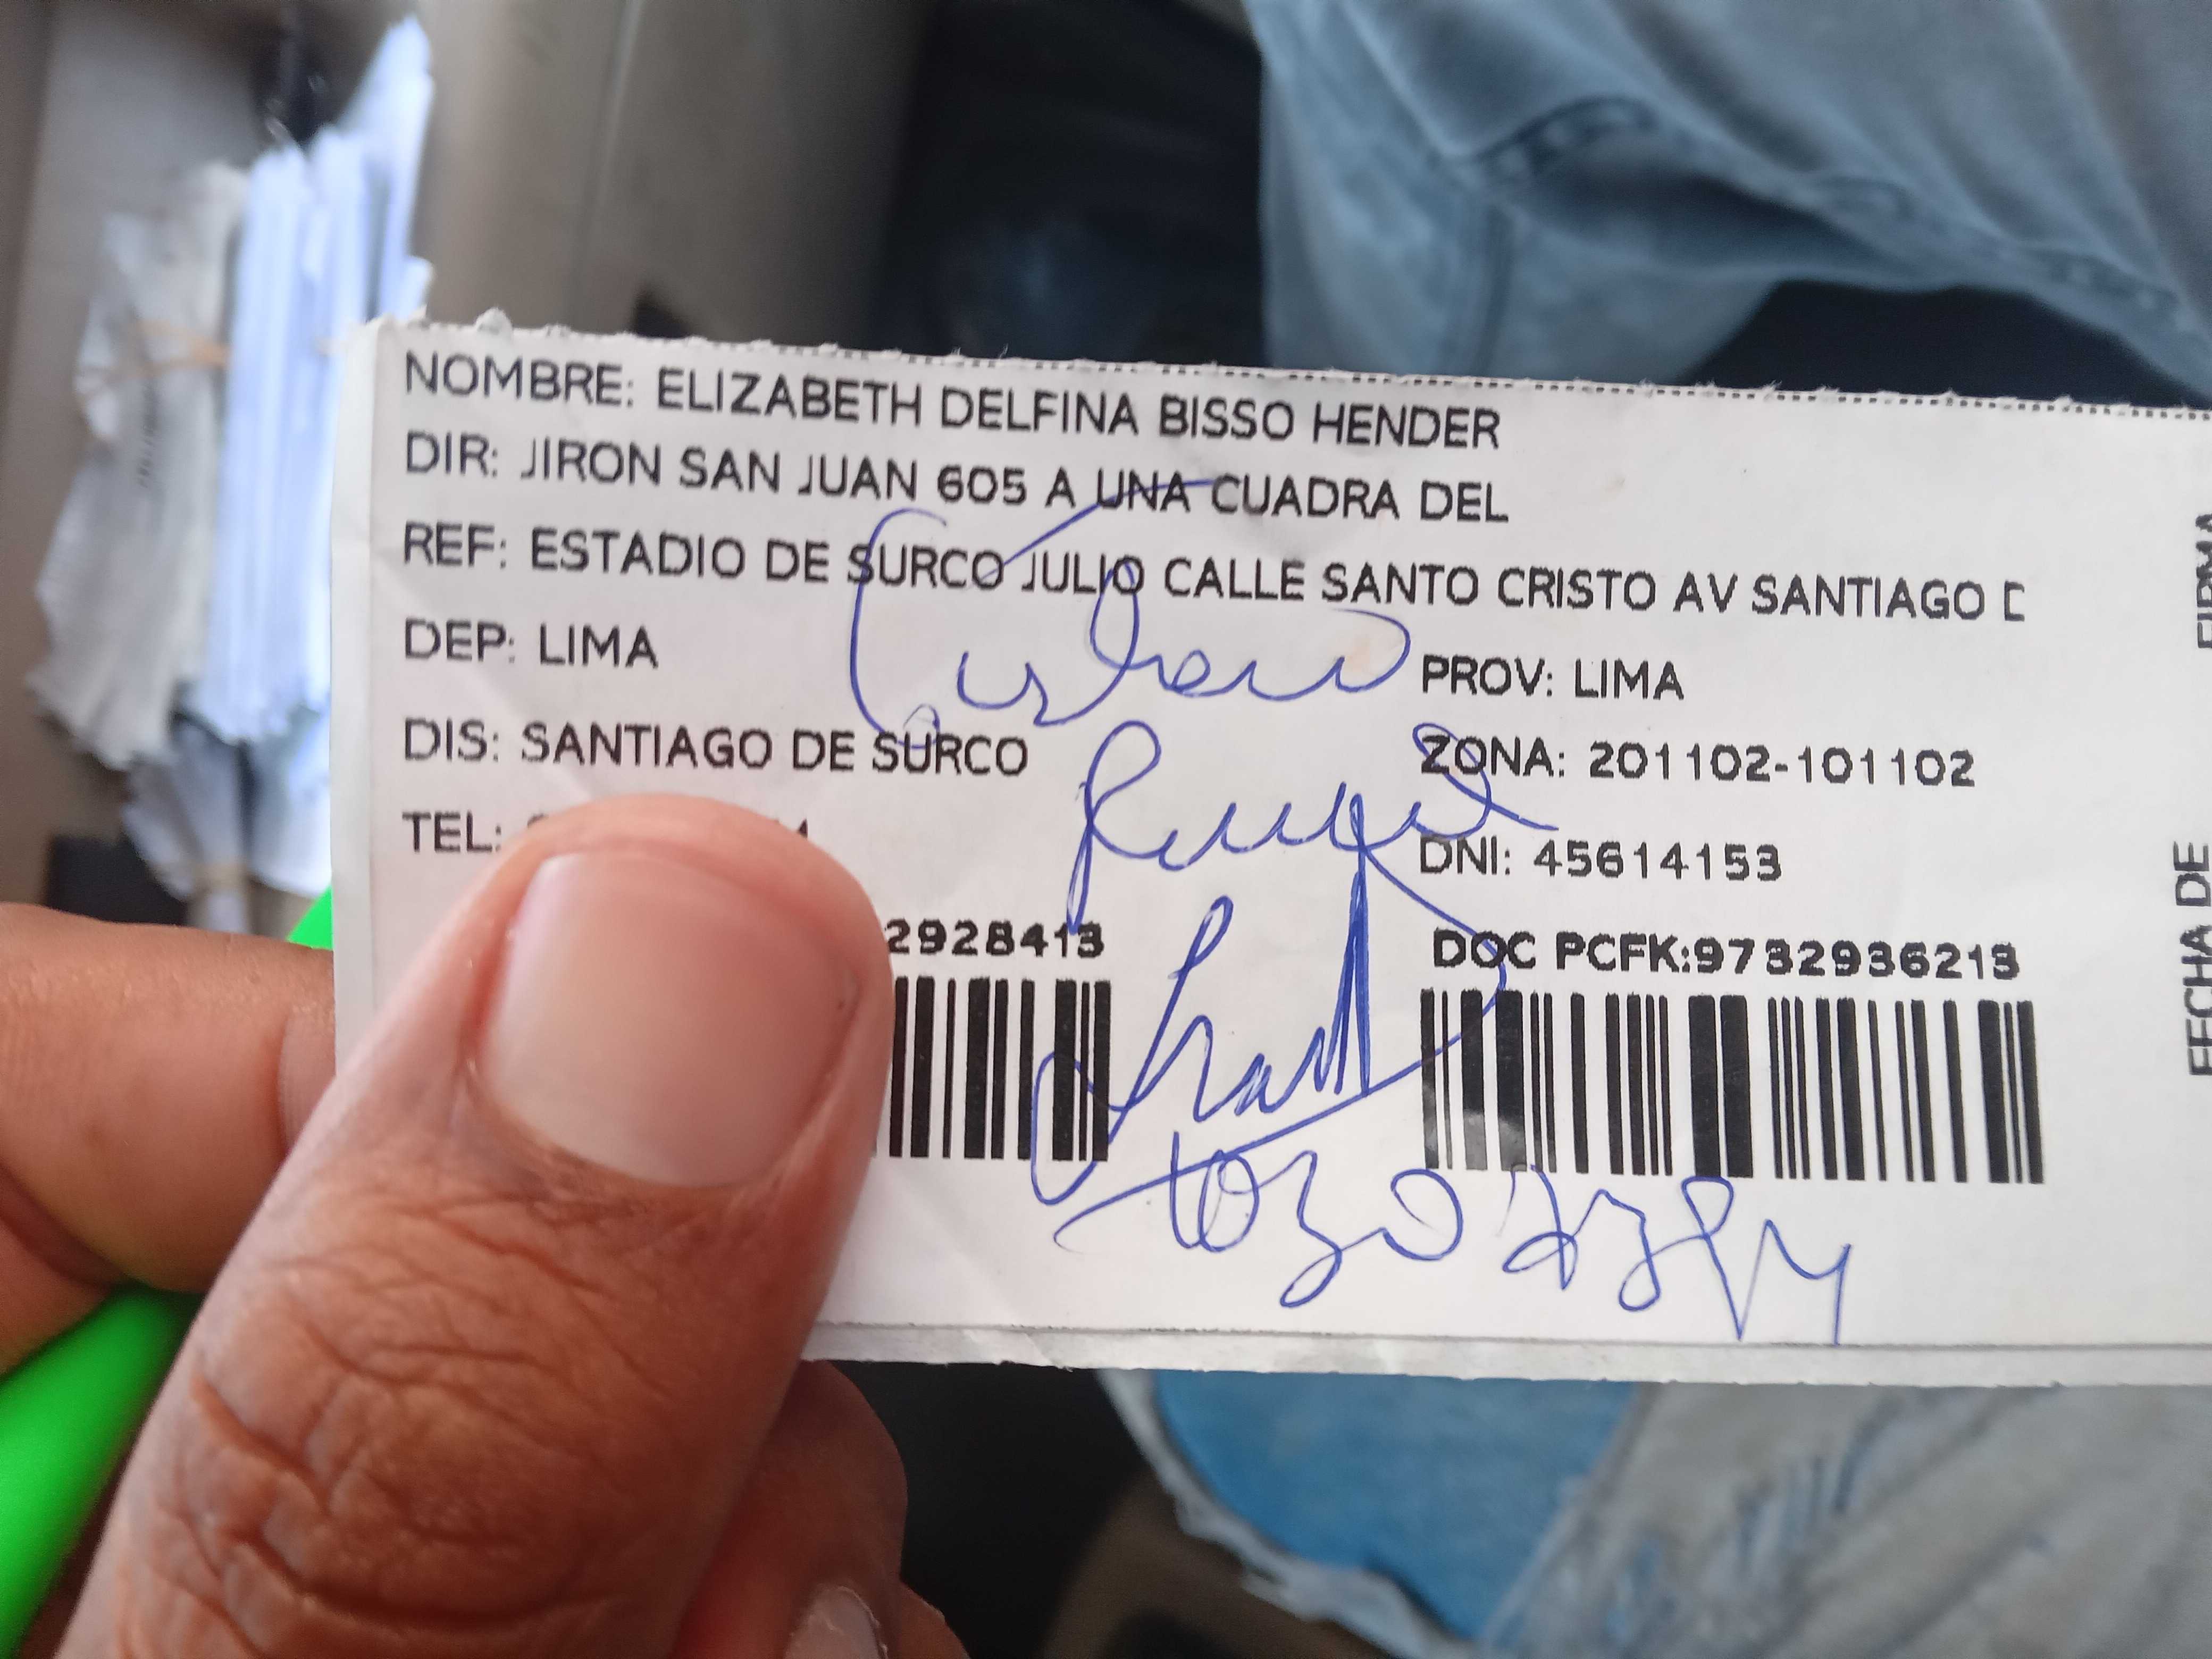 NOMBRE: ELIZABETH DELFINA BISSO HENDER
DIR: JIRON SAN JUAN 605 A UNA CUADRA DEL
REF: ESTADIO DE SURCO JULIO CALLE SANTO CRISTO AV SANTIAGO D
DEP: LIMA
PROV: LIMA
DIS: SANTIAGO DE SURCO
ZONA: 201102-101102
TEL:
DNI: 45614153
2928413
DOC PCFK:9732936213
FIRMA
FECHA DE